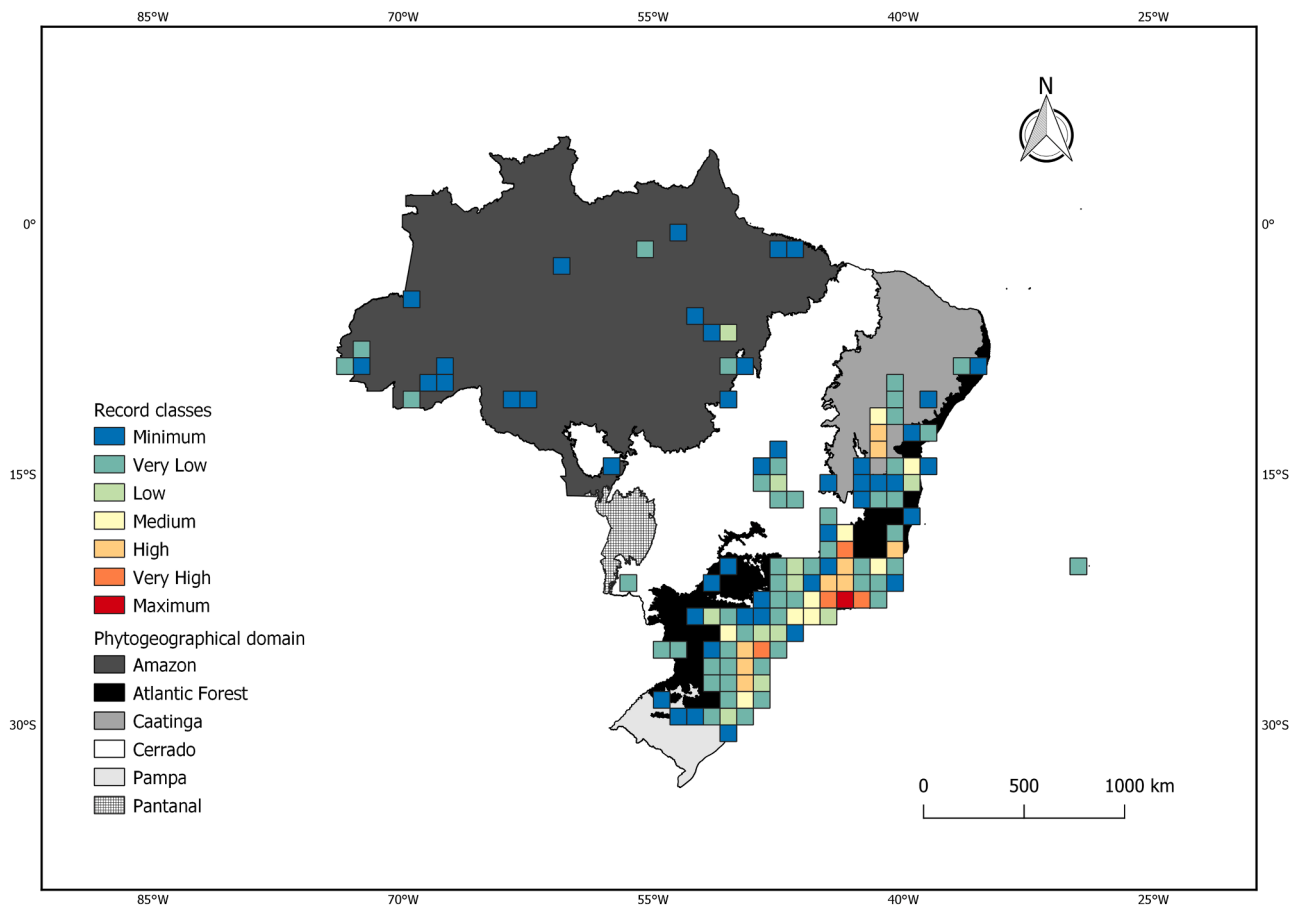 85°W 70°W 55°W 40°W 25°W
N
0° 0°
Record classes
Minimum
Very Low
Low
Medium
High
Very High
Maximum
15°S 15°S
Phytogeographical domain
Amazon
Atlantic Forest
Caatinga
Cerrado
Pampa
Pantanal
30°S 30°S
0 500 1000 km
85°W 70°W 55°W 40°W 25°W